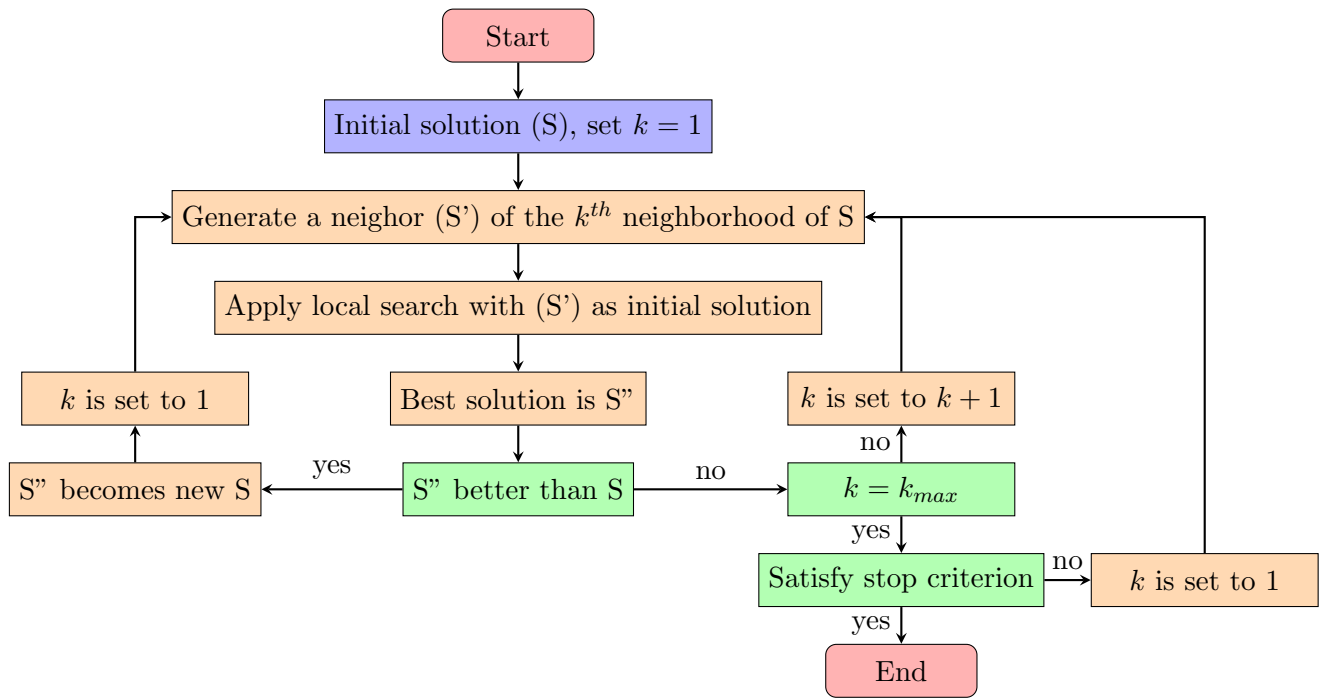 Start
Initial solution (S), set k = 1
Generate a neighor (S’) of the k^{th} neighborhood of S
Apply local search with (S’) as initial solution
k is set to 1
Best solution is S”
k is set to k + 1
no
yes
no
S” becomes new S
S” better than S
k = k_{max}
yes
Satisfy stop criterion
no
k is set to 1
yes
End